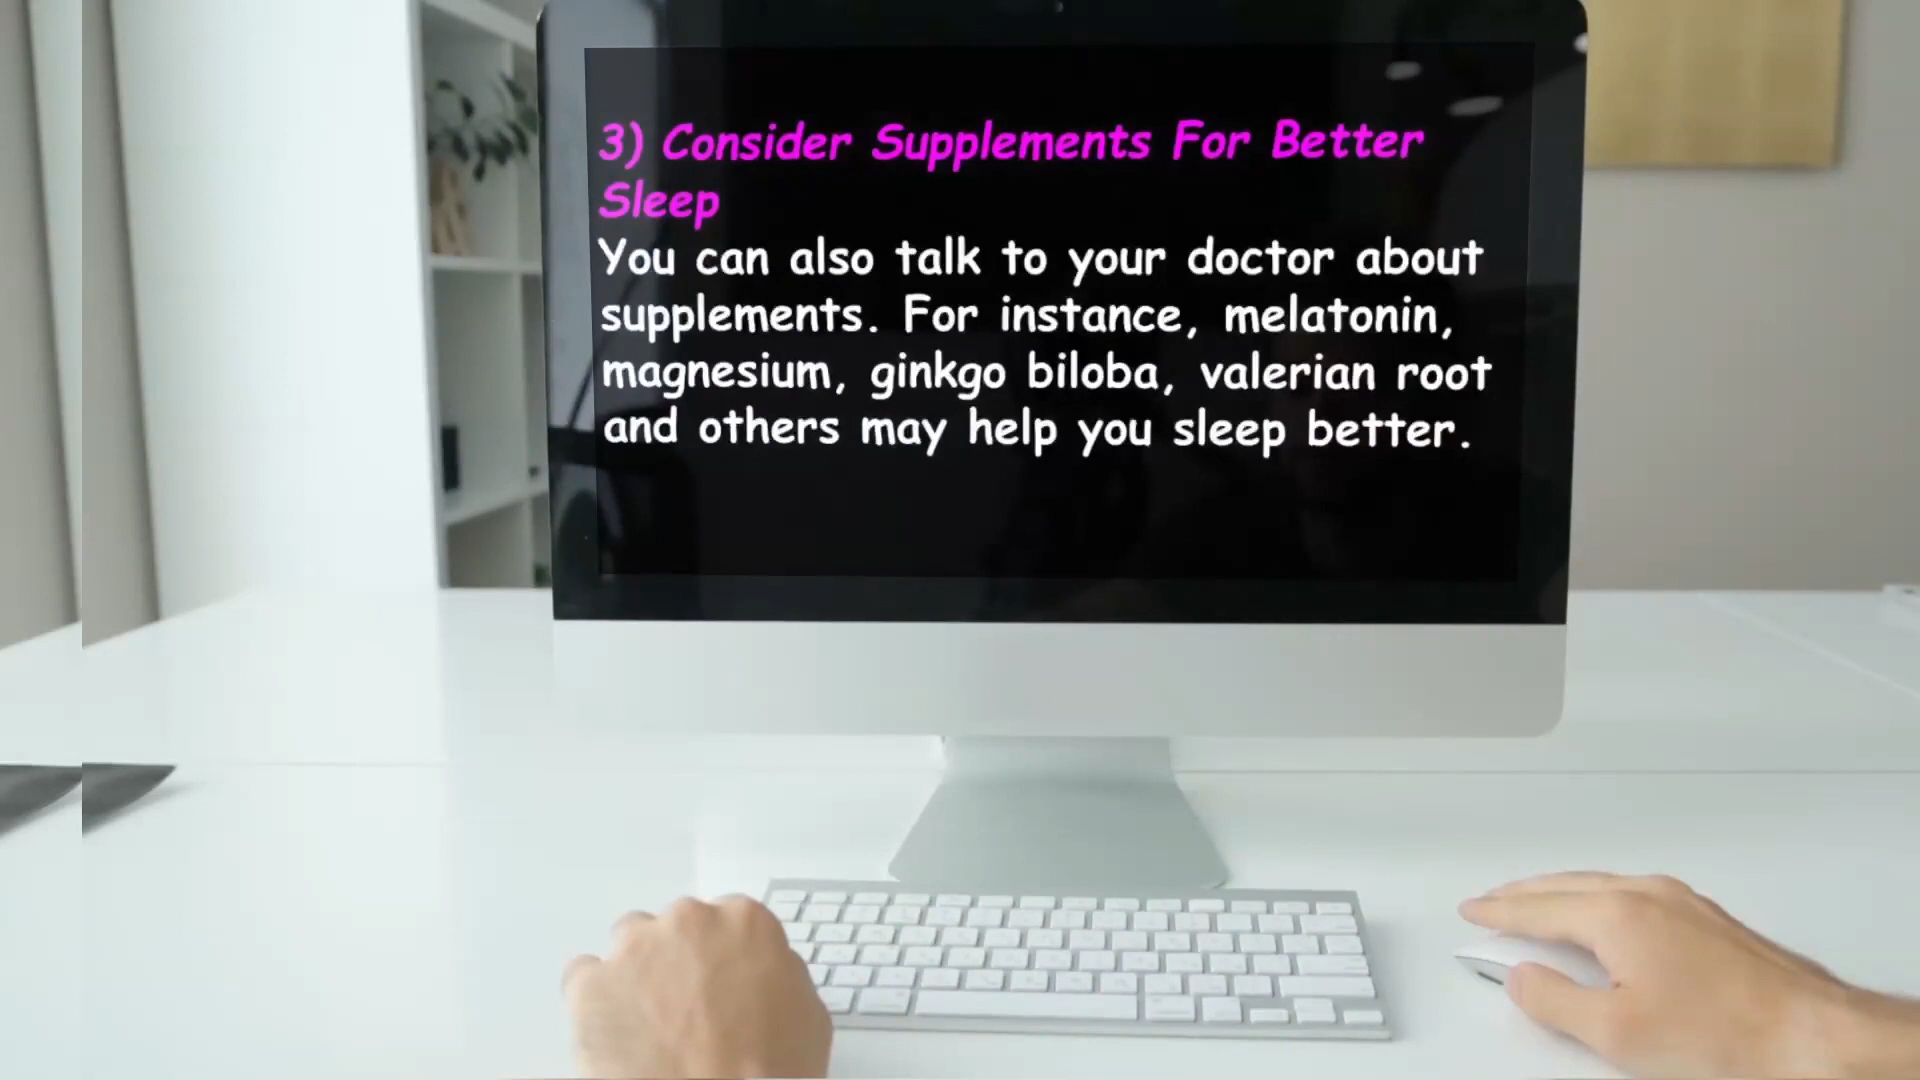 3) Consider Supplements For Better
Sleep
You can also talk to your doctor about
supplements. For instance, melatonin,
magnesium, ginkgo biloba, valerian root
and others may help you sleep better.